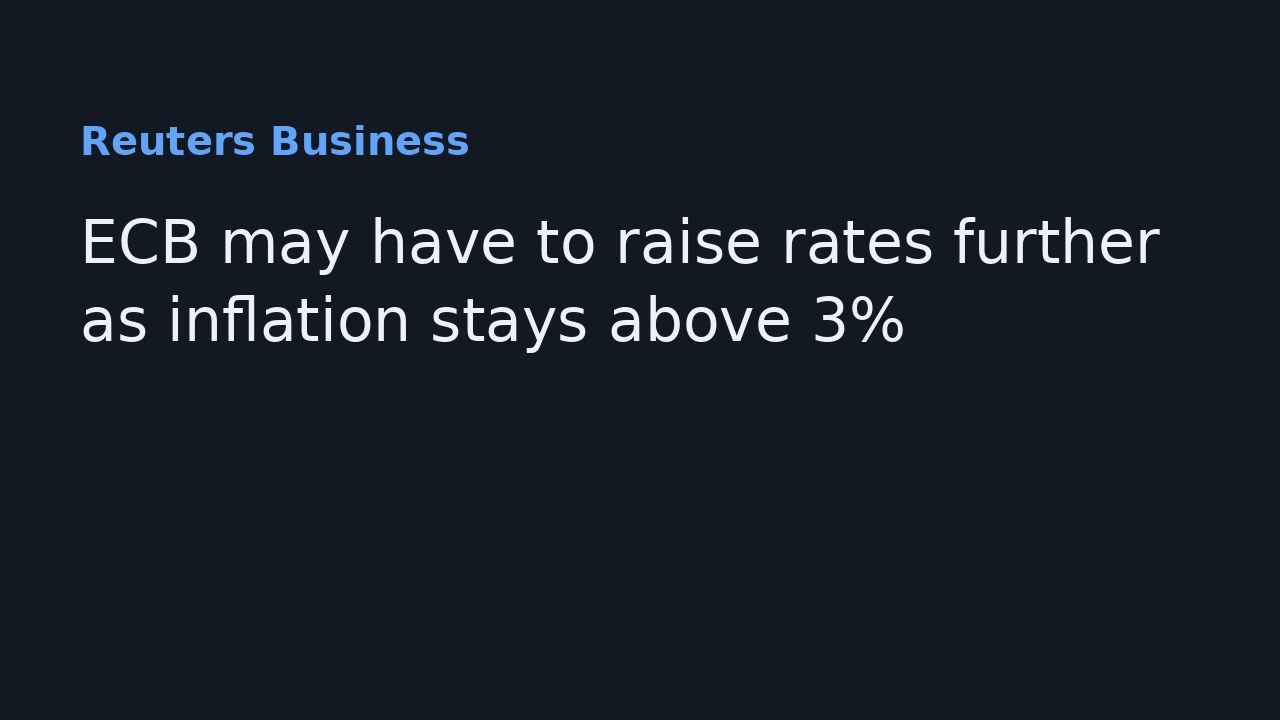 Reuters Business
ECB may have to raise rates further
as inflation stays above 3%